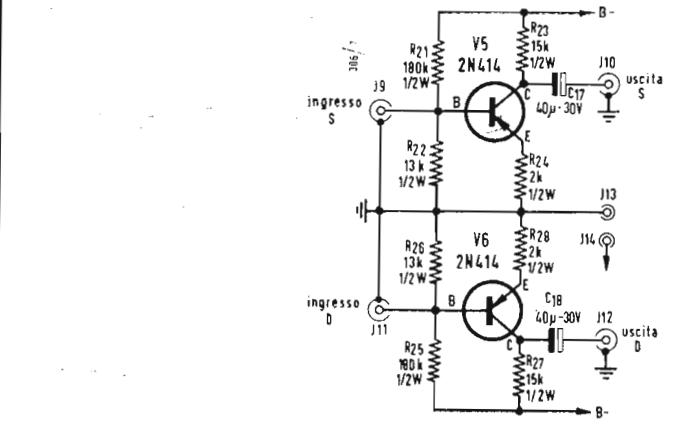 B-
R23
15k
1/2W
V5
2N414
R21
180k
1/2W
J10
uscita
S
J9
ingresso
S
B
C
C17
40µ-30V
E
R22
13k
1/2W
R24
2k
1/2W
J13
R28
2k
1/2W
J14
V6
2N414
R26
13k
1/2W
E
C18
40µ-30V
ingresso
D
J11
B
C
J12
uscita
D
R25
180k
1/2W
R27
15k
1/2W
B-